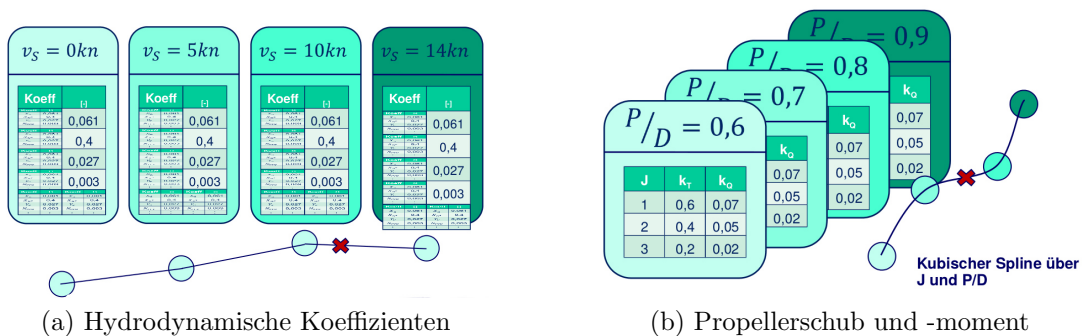 v_S = 0kn
Koeff [-]
0,061
0,4
0,027
0,003
v_S = 5kn
Koeff [-]
0,061
0,4
0,027
0,003
v_S = 10kn
Koeff [-]
0,061
0,4
0,027
0,003
v_S = 14kn
Koeff [-]
0,061
0,4
0,027
0,003
(a) Hydrodynamische Koeffizienten
P/D = 0,9
k_Q
0,07
0,05
0,02
P/D = 0,8
k_Q
0,07
0,05
0,02
P/D = 0,7
k_Q
0,07
0,05
0,02
P/D = 0,6
J k_T k_Q
1 0,6 0,07
2 0,4 0,05
3 0,2 0,02
Kubischer Spline über
J und P/D
(b) Propellerschub und -moment